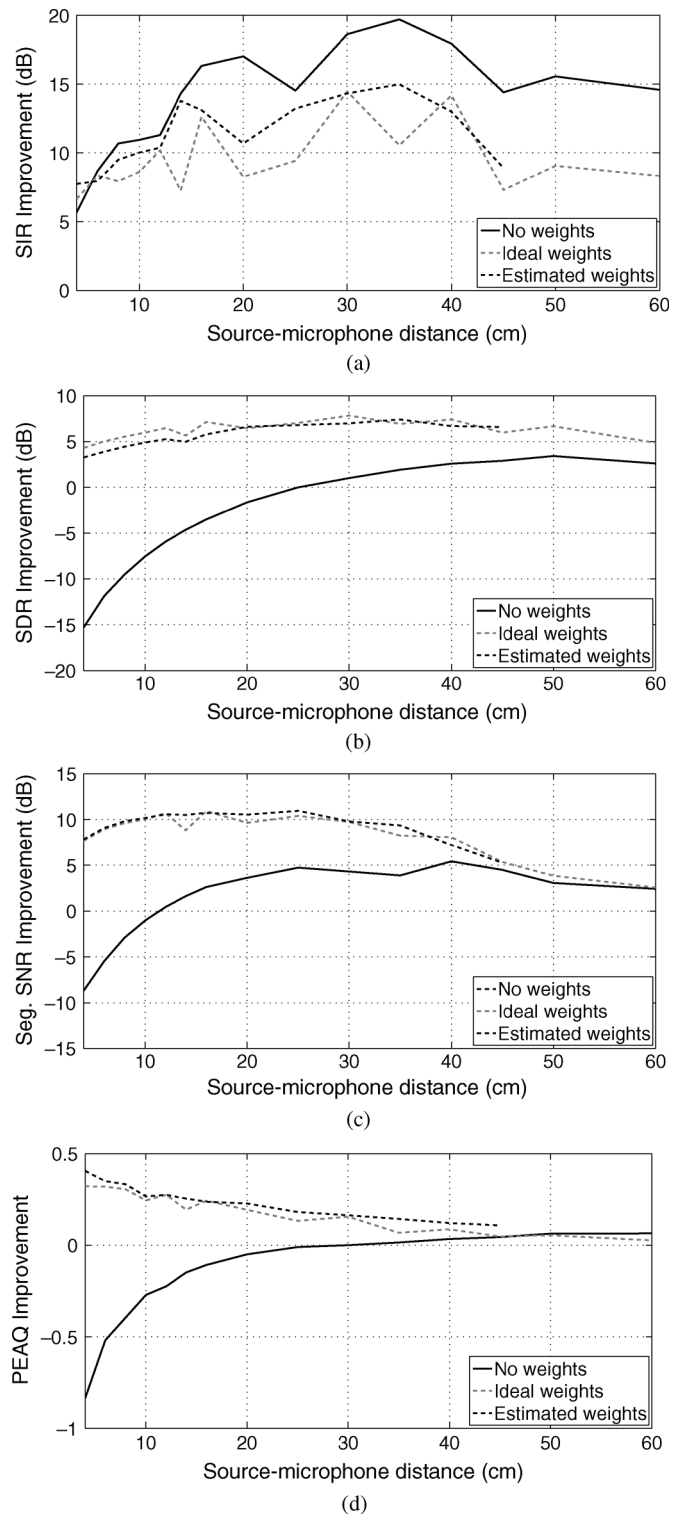 20
15
10
5
0
SIR Improvement (dB)
No weights
Ideal weights
Estimated weights
10 20 30 40 50 60
Source-microphone distance (cm)
(a)
10
5
0
−5
−10
−15
−20
SDR Improvement (dB)
No weights
Ideal weights
Estimated weights
10 20 30 40 50 60
Source-microphone distance (cm)
(b)
15
10
5
0
−5
−10
−15
Seg. SNR Improvement (dB)
No weights
Ideal weights
Estimated weights
10 20 30 40 50 60
Source-microphone distance (cm)
(c)
0.5
0
−0.5
−1
PEAQ Improvement
No weights
Ideal weights
Estimated weights
10 20 30 40 50 60
Source-microphone distance (cm)
(d)